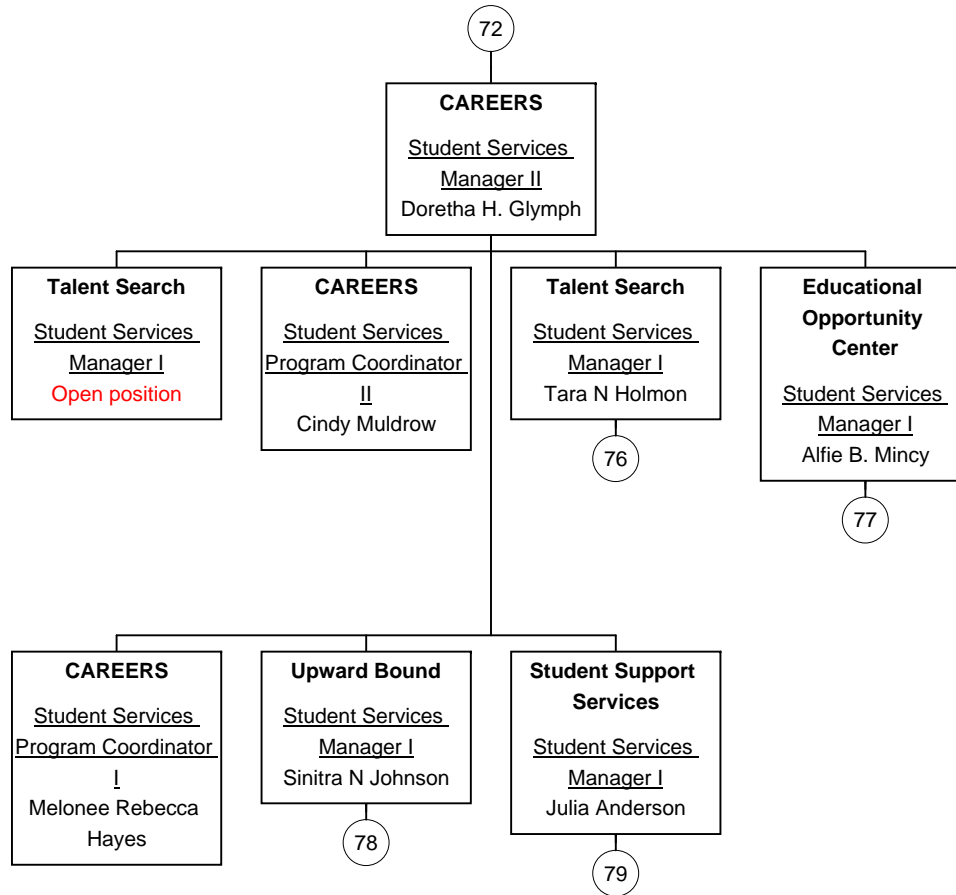 72
CAREERS
Student Services
Manager II
Doretha H. Glymph
Talent Search
Student Services
Manager I
Open position
CAREERS
Student Services
Program Coordinator
II
Cindy Muldrow
Talent Search
Student Services
Manager I
Tara N Holmon
76
Educational
Opportunity
Center
Student Services
Manager I
Alfie B. Mincy
77
CAREERS
Student Services
Program Coordinator
I
Melonee Rebecca
Hayes
Upward Bound
Student Services
Manager I
Sinitra N Johnson
78
Student Support
Services
Student Services
Manager I
Julia Anderson
79